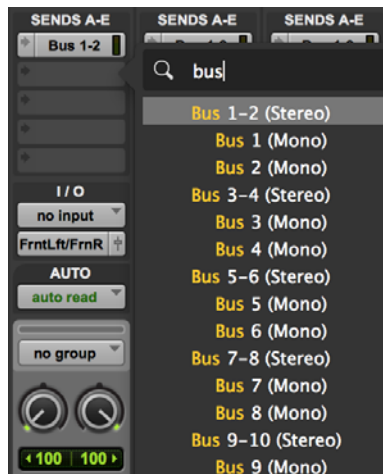 SENDS A-E SENDS A-E SENDS A-E
Bus 1-2
bus
Bus 1-2 (Stereo)
Bus 1 (Mono)
Bus 2 (Mono)
Bus 3-4 (Stereo)
Bus 3 (Mono)
Bus 4 (Mono)
Bus 5-6 (Stereo)
Bus 5 (Mono)
Bus 6 (Mono)
Bus 7-8 (Stereo)
Bus 7 (Mono)
Bus 8 (Mono)
Bus 9-10 (Stereo)
Bus 9 (Mono)
I / O
no input
FrntLft/FrnR
AUTO
auto read
no group
100 100